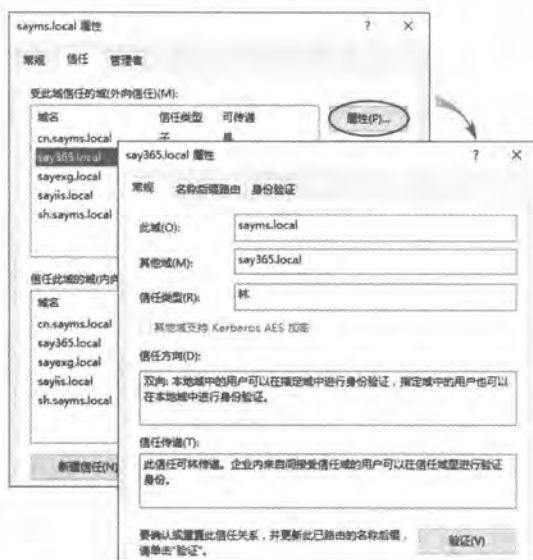 sayms.local 属性
常规 信任 管理者
受此域信任的域(外向信任)(M):
域名 信任类型 可传递
cn.sayms.local 子 是
属性(P)...
say365.local
sayexg.local
sayiis.local
sh.sayms.local
信任此域的域(内向
域名
cn.sayms.local
say365.local
sayexg.local
sayiis.local
sh.sayms.local
新建信任(N)
say365.local 属性
常规 名称后缀路由 身份验证
此域(O): sayms.local
其他域(M): say365.local
信任类型(R): 林
其他域支持 Kerberos AES 加密
信任方向(D):
双向: 本地域中的用户可以在指定域中进行身份验证，指定域中的用户也可以
在本地域中进行身份验证。
信任传递(T):
此信任可林传递。企业内来自间接受信任域的用户可以在信任域里进行验证
身份。
要确认或重置此信任关系，并更新此已路由的名称后缀，
请单击"验证"。
验证(V)